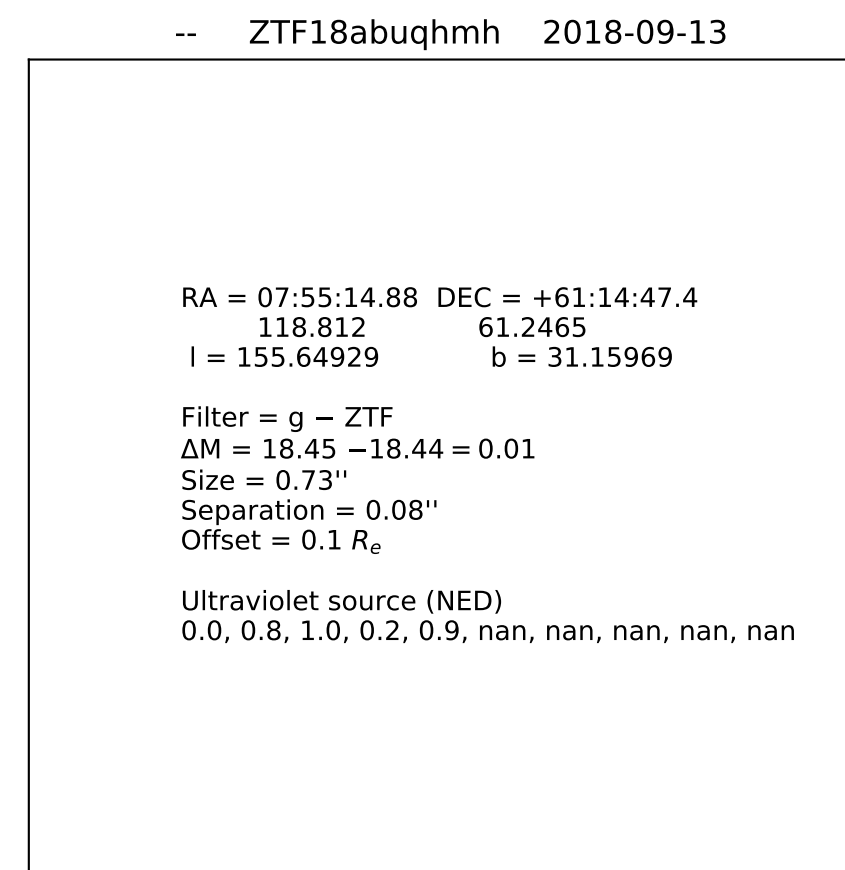 -- ZTF18abuqhmh 2018-09-13
RA = 07:55:14.88 DEC = +61:14:47.4
118.812 61.2465
l = 155.64929 b = 31.15969
Filter = g − ZTF
ΔM = 18.45 −18.44 = 0.01
Size = 0.73''
Separation = 0.08''
Offset = 0.1 Re
Ultraviolet source (NED)
0.0, 0.8, 1.0, 0.2, 0.9, nan, nan, nan, nan, nan